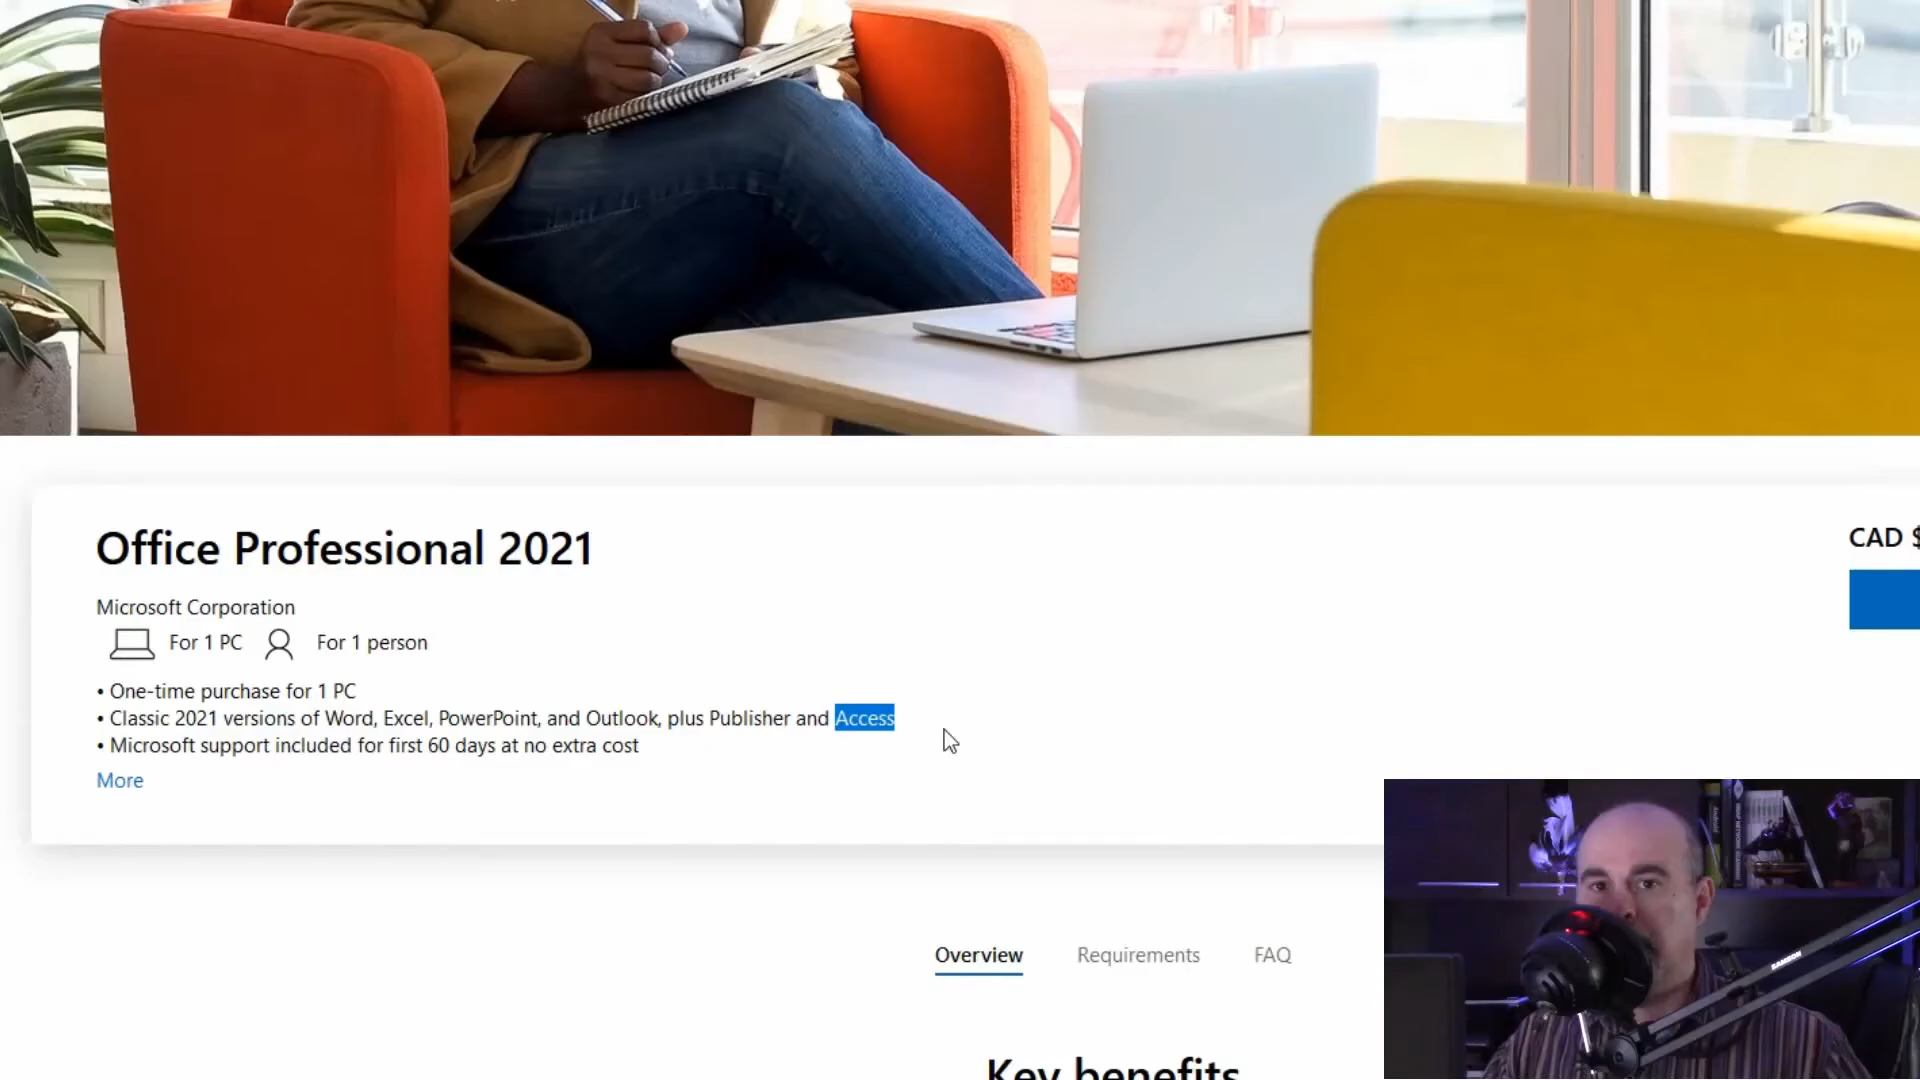 Office Professional 2021
CAD $
Microsoft Corporation
For 1 PC For 1 person
• One-time purchase for 1 PC
• Classic 2021 versions of Word, Excel, PowerPoint, and Outlook, plus Publisher and Access
• Microsoft support included for first 60 days at no extra cost
More
Overview Requirements FAQ
SAMSON
Key benefits